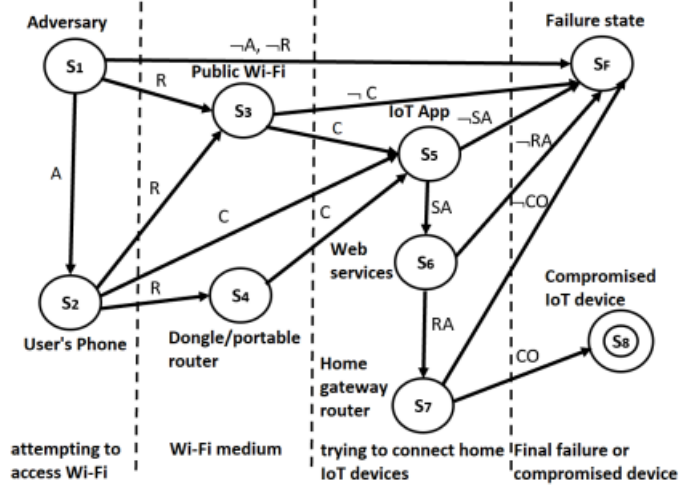 Adversary
Failure state
¬A, ¬R
S1
SF
Public Wi-Fi
R
¬ C
S3
IoT App
¬SA
C
S5
¬RA
A
R
C
C
SA
¬CO
Web
services
S6
Compromised
IoT device
S2
R
S4
RA
S8
User's Phone
Dongle/portable
router
Home
gateway
router
CO
S7
attempting to
access Wi-Fi
Wi-Fi medium
trying to connect home
IoT devices
Final failure or
compromised device